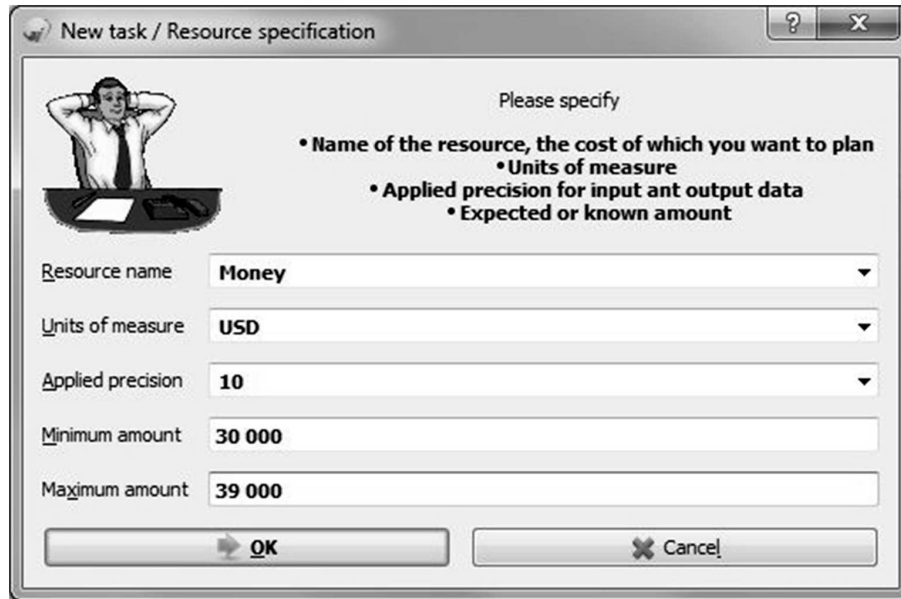 New task / Resource specification
?
X
Please specify
• Name of the resource, the cost of which you want to plan
• Units of measure
• Applied precision for input ant output data
• Expected or known amount
Resource name Money
Units of measure USD
Applied precision 10
Minimum amount 30 000
Maximum amount 39 000
OK Cancel